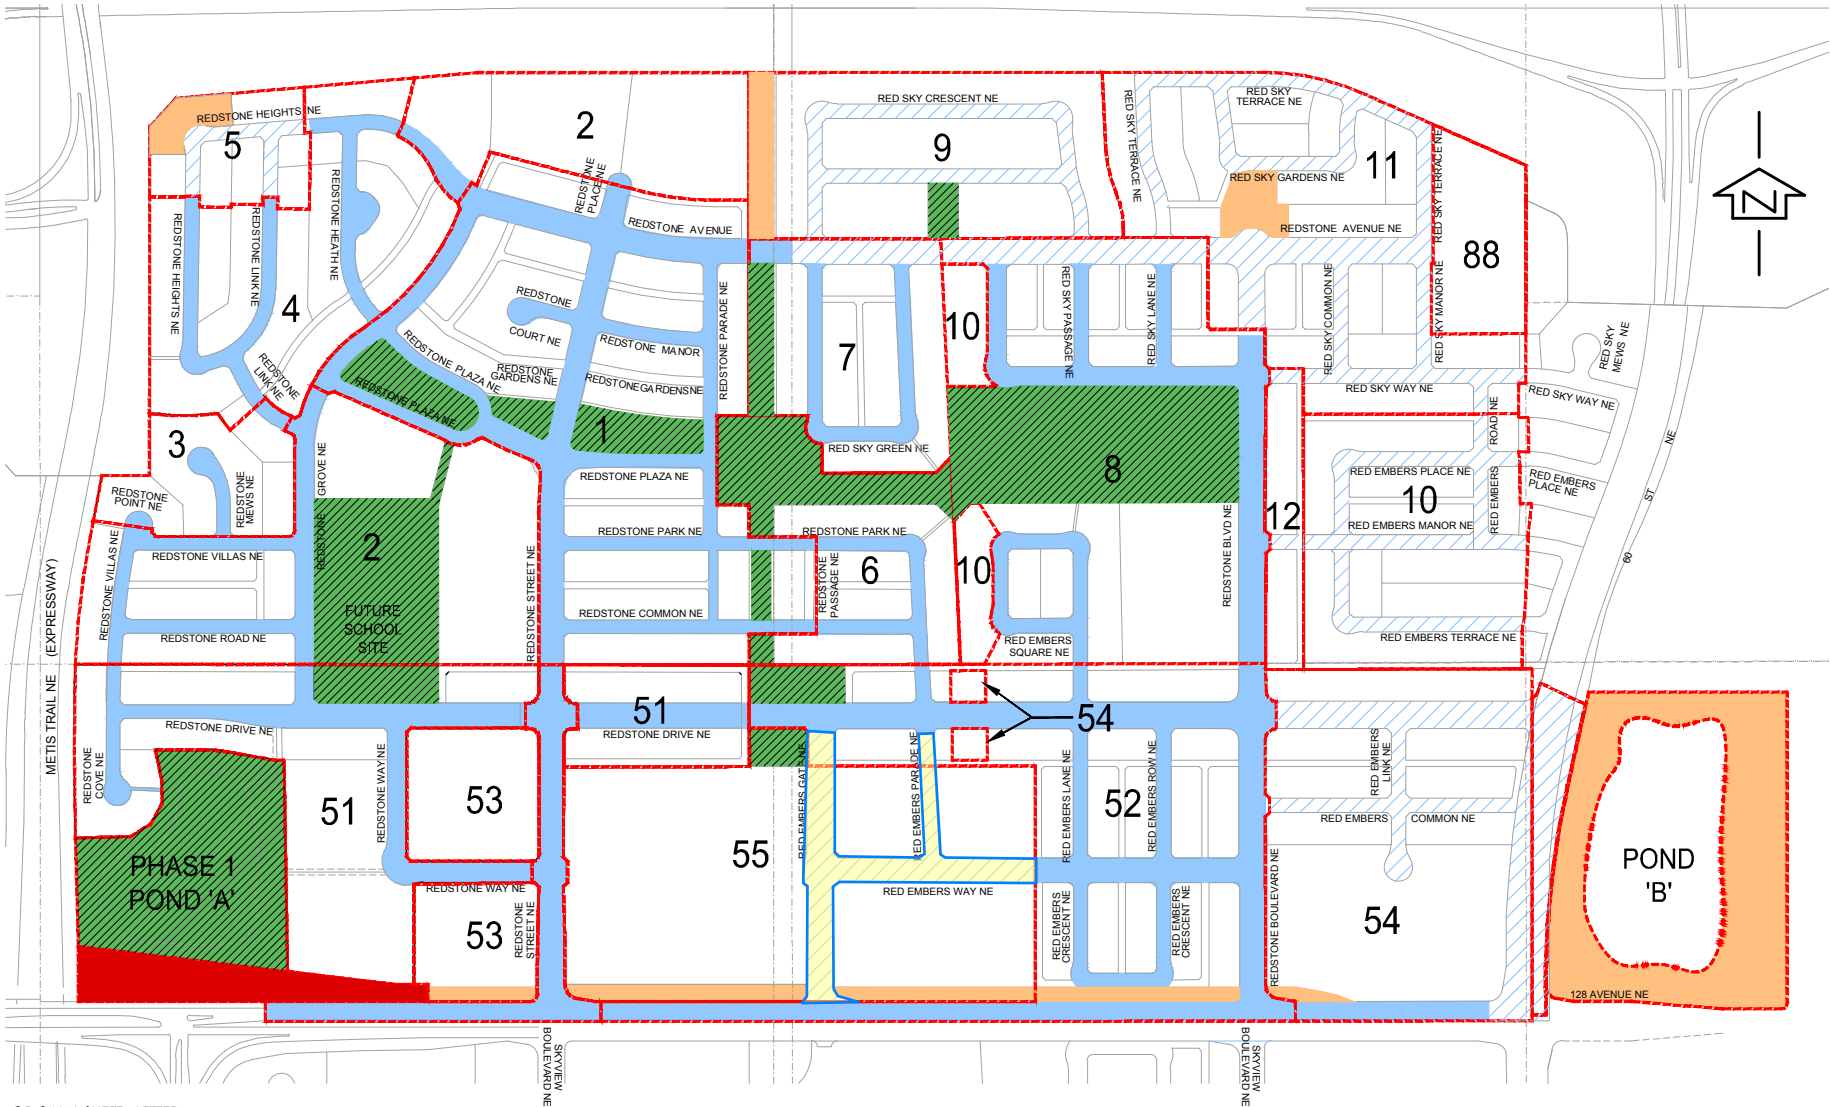 RED SKY CRESCENT NE
RED SKY
TERRACE NE
REDSTONE HEIGHTS NE
5
2
9
11
RED SKY TERRACE NE
RED SKY TERRACE NE
N
REDSTONE
PLACE NE
RED SKY GARDENS NE
REDSTONE HEATH NE
REDSTONE HEIGHTS NE
REDSTONE LINK NE
REDSTONE AVENUE
REDSTONE AVENUE NE
88
4
REDSTONE
COURT NE
REDSTONE PARADE NE
RED SKY PASSAGE NE
RED SKY LANE NE
RED SKY COMMON NE
RED SKY MANOR NE
10
7
RED SKY
MEWS NE
REDSTONE MANOR
REDSTONE PLAZA NE
REDSTONE
GARDENS NE
REDSTONE GARDENS NE
REDSTONE
LINK NE
REDSTONE PLAZA NE
RED SKY WAY NE
RED SKY WAY NE
1
3
RED SKY GREEN NE
ROAD NE
8
GROVE NE
REDSTONE
REDSTONE PLAZA NE
RED EMBERS PLACE NE
RED EMBERS
PLACE NE
NE
ST
60
REDSTONE
POINT NE
REDSTONE
MEWS NE
10
RED EMBERS
12
RED EMBERS MANOR NE
REDSTONE PARK NE
REDSTONE PARK NE
REDSTONE VILLAS NE
REDSTONE VILLAS NE
2
6
10
REDSTONE
PASSAGE NE
REDSTONE BLVD NE
METIS TRAIL NE (EXPRESSWAY)
REDSTONE STREET NE
FUTURE
SCHOOL
SITE
REDSTONE COMMON NE
REDSTONE ROAD NE
RED EMBERS
SQUARE NE
RED EMBERS TERRACE NE
51
54
REDSTONE DRIVE NE
REDSTONE DRIVE NE
REDSTONE
COVE NE
REDSTONE WAY NE
RED EMBERS GATE NE
RED EMBERS PARADE NE
RED EMBERS LANE NE
RED EMBERS ROW NE
RED EMBERS
LINK NE
51
53
52
RED EMBERS COMMON NE
55
PHASE 1
POND 'A'
POND
'B'
REDSTONE WAY NE
RED EMBERS WAY NE
53
REDSTONE
STREET NE
RED EMBERS
CRESCENT NE
RED EMBERS
CRESCENT NE
REDSTONE BOULEVARD NE
54
128 AVENUE NE
SKYVIEW
BOULEVARD NE
SKYVIEW
BOULEVARD NE